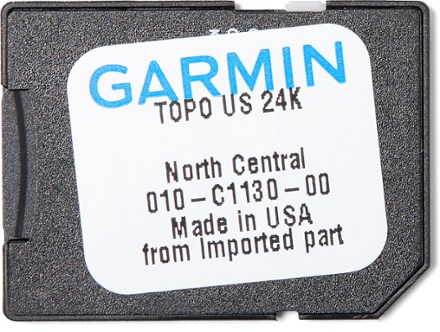 GARMIN
TOPO US 24K
North Central
010-C1130-00
Made in USA
from Imported part